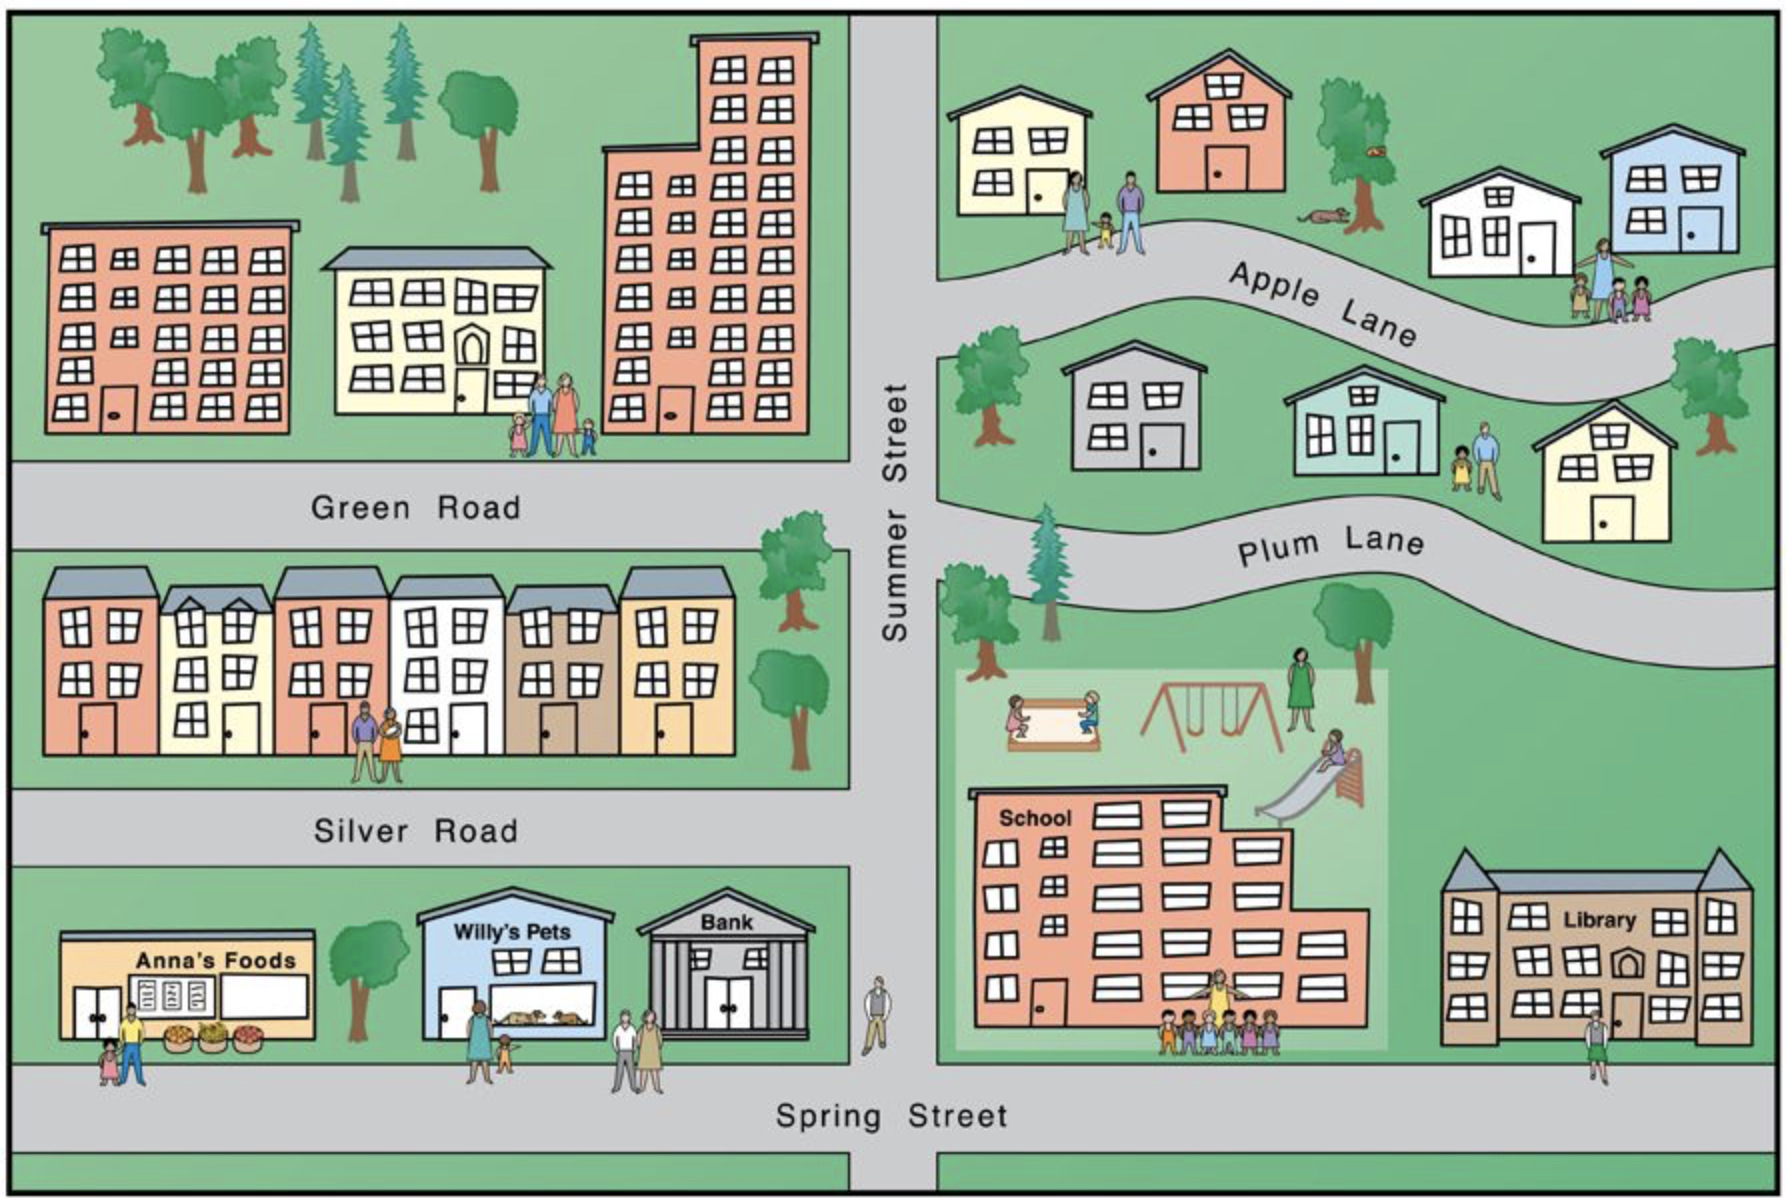 Apple Lane
Green Road
Summer Street
Plum Lane
Silver Road
School
Anna's Foods
Willy's Pets
Bank
Library
Spring Street